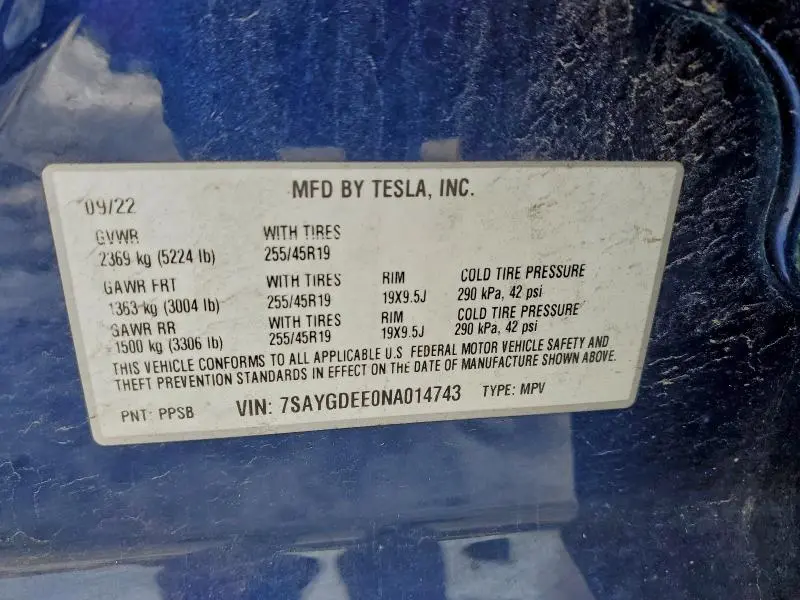 MFD BY TESLA, INC.
09/22
GVWR WITH TIRES
2369 kg (5224 lb) 255/45R19
GAWR FRT WITH TIRES RIM COLD TIRE PRESSURE
1363 kg (3004 lb) 255/45R19 19X9.5J 290 kPa, 42 psi
GAWR RR WITH TIRES RIM COLD TIRE PRESSURE
1500 kg (3306 lb) 255/45R19 19X9.5J 290 kPa, 42 psi
THIS VEHICLE CONFORMS TO ALL APPLICABLE U.S FEDERAL MOTOR VEHICLE SAFETY AND
THEFT PREVENTION STANDARDS IN EFFECT ON THE DATE OF MANUFACTURE SHOWN ABOVE.
PNT: PPSB VIN: 7SAYGDEE0NA014743 TYPE: MPV